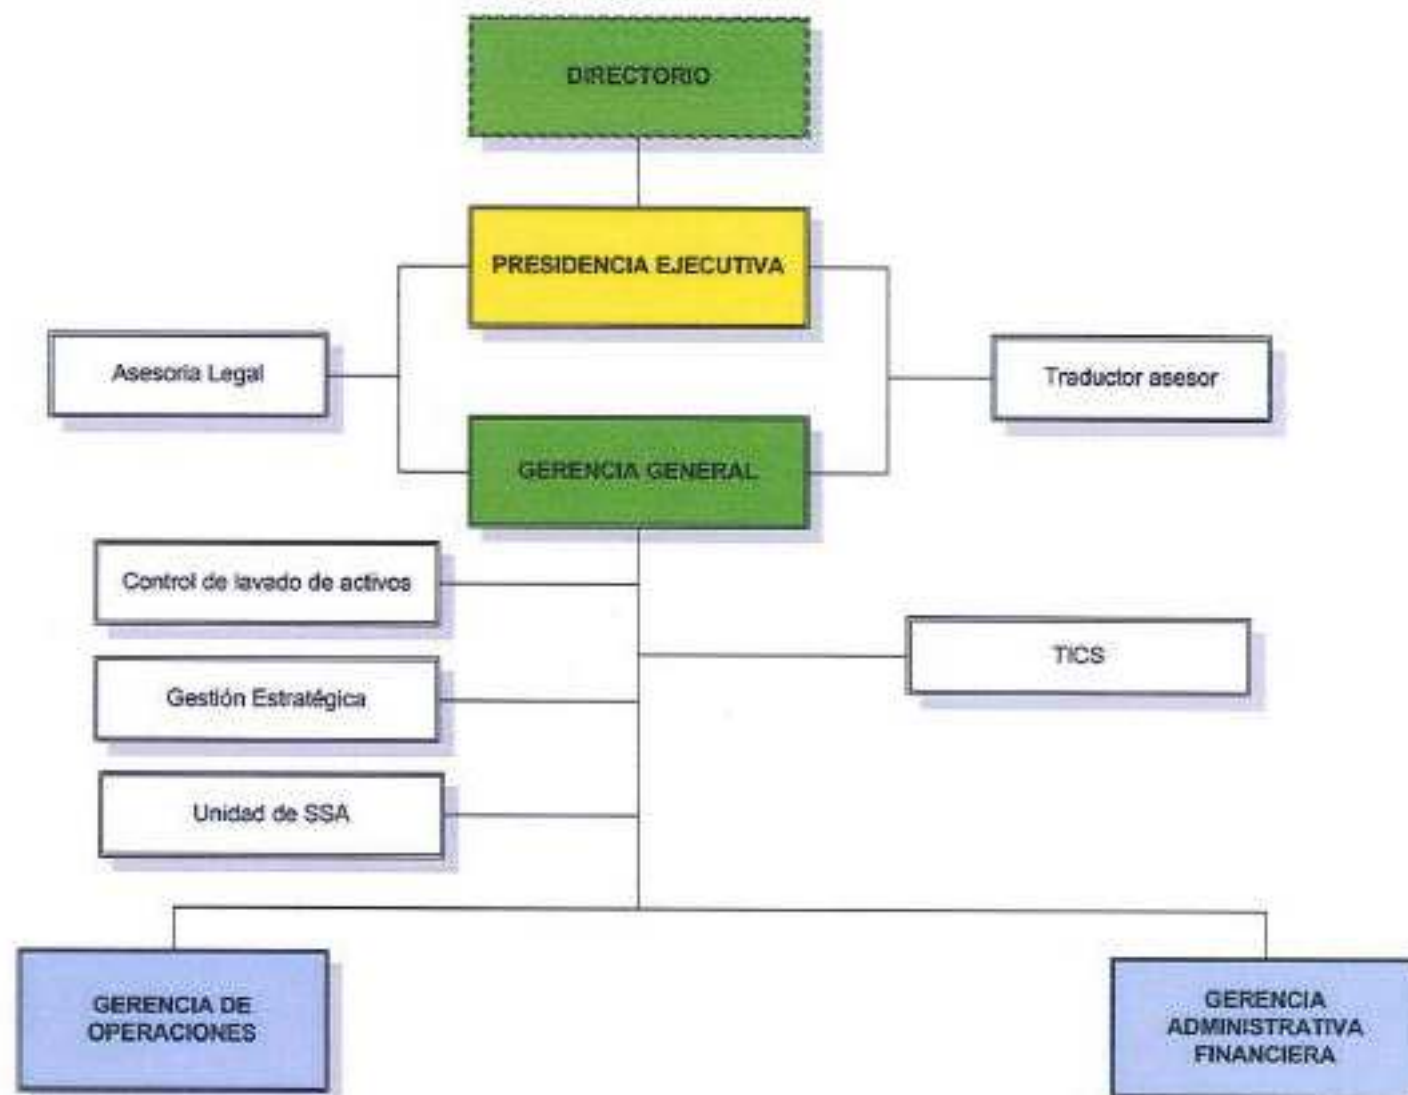 DIRECTORIO
PRESIDENCIA EJECUTIVA
Asesoria Legal
Traductor asesor
GERENCIA GENERAL
Control de lavado de activos
TICS
Gestión Estratégica
Unidad de SSA
GERENCIA DE
OPERACIONES
GERENCIA
ADMINISTRATIVA
FINANCIERA